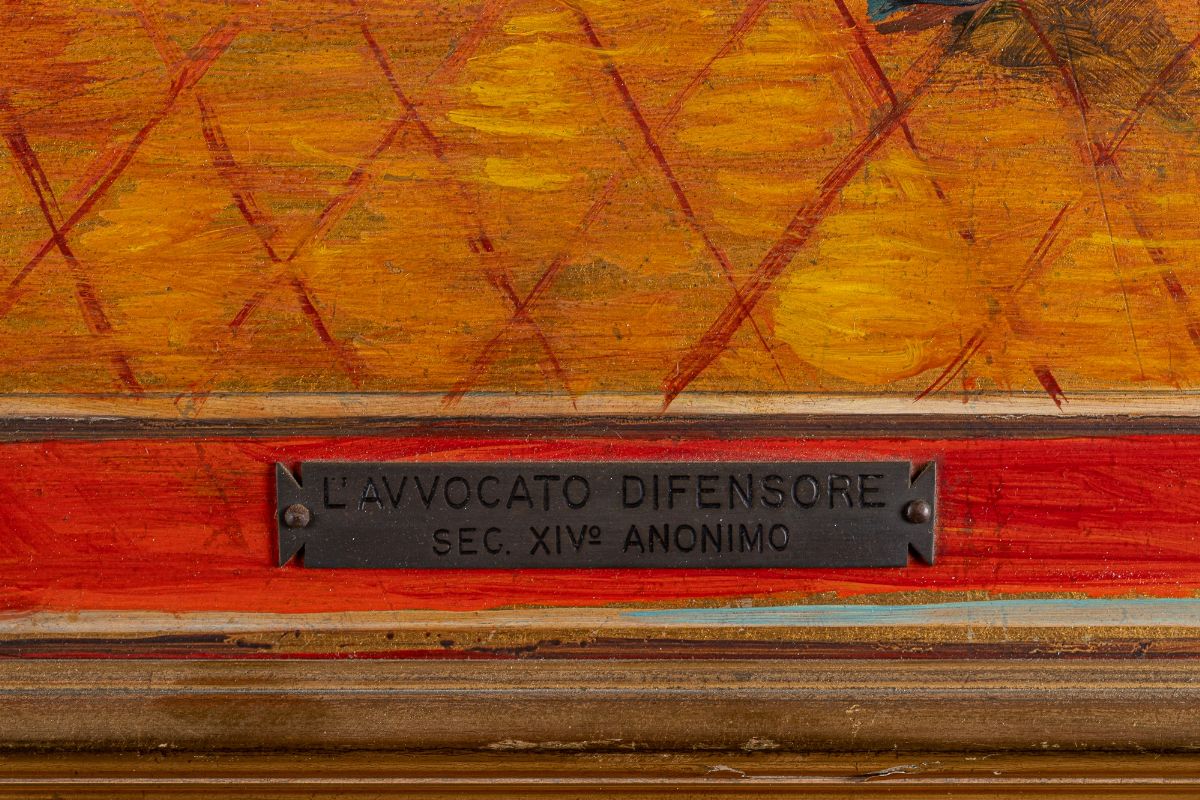 L'AVVOCATO DIFENSORE
SEC. XIVº ANONIMO